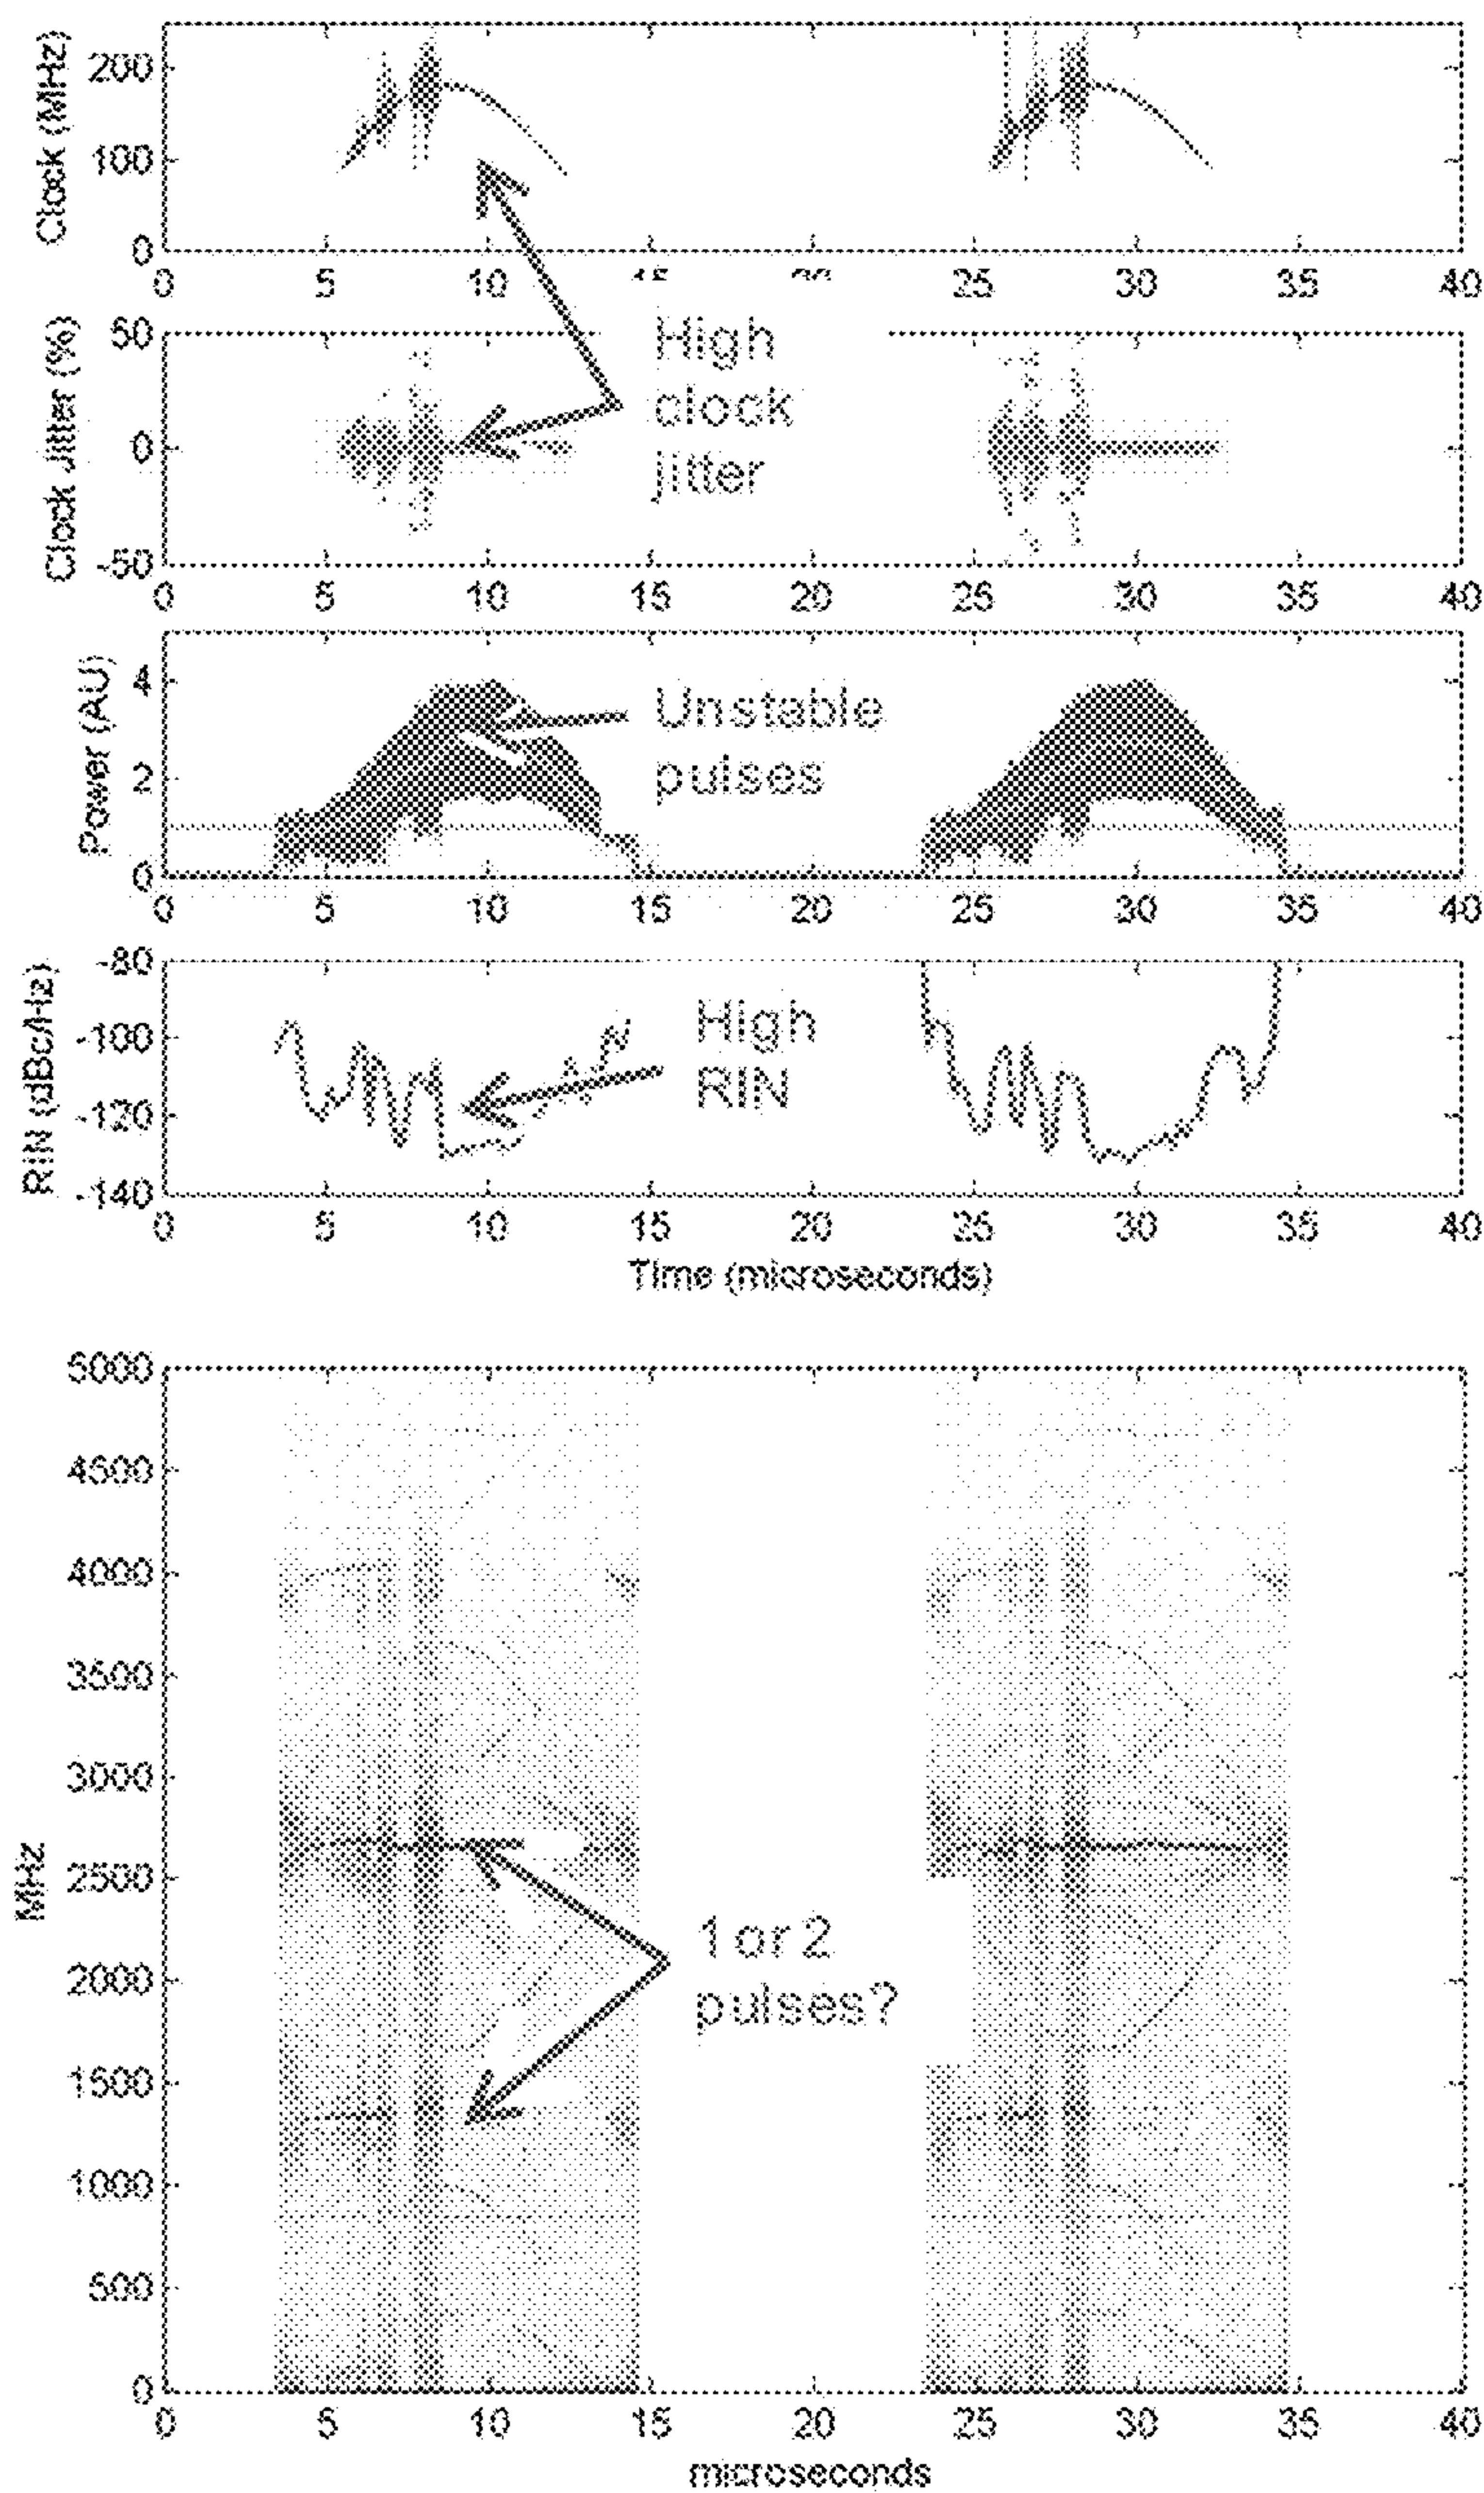 Clock (MHz)
200
100
0
0 5 10 25 30 35 40
High
clock
jitter
Clock Jitter (%)
50
0
-50
0 5 10 15 20 25 30 35 40
Unstable
pulses
Power (AU)
4
2
0
0 5 10 15 20 25 30 35 40
High
RIN
RIN (dBc/Hz)
-80
-100
-120
-140
0 5 10 15 20 25 30 35 40
Time (microseconds)
5000
4500
4000
3500
3000
2500
2000
1500
1000
500
0
MHz
1 or 2
pulses?
0 5 10 15 20 25 30 35 40
microseconds